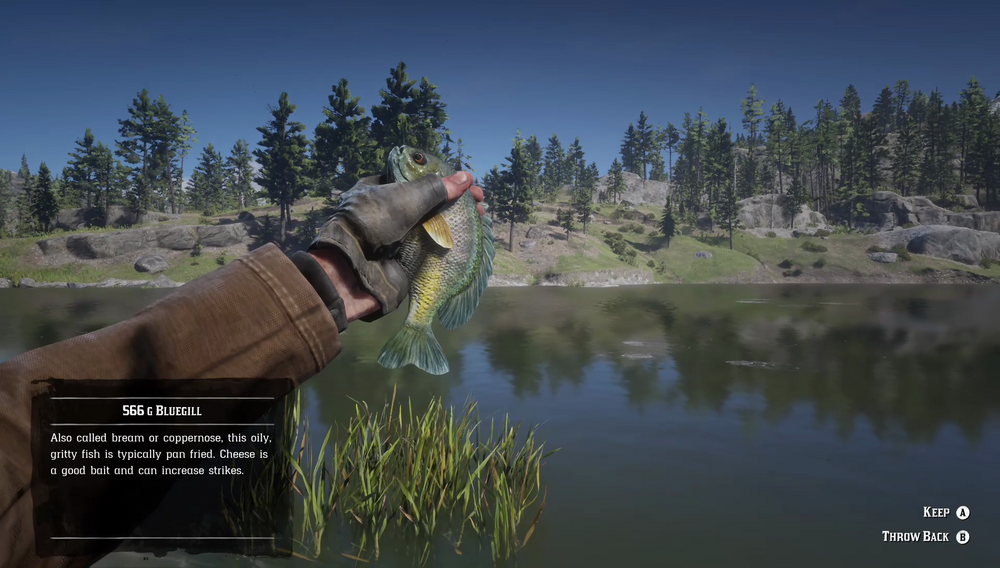 566 g Bluegill
Also called bream or coppernose, this oily,
gritty fish is typically pan fried. Cheese is
a good bait and can increase strikes.
Keep A
Throw Back B